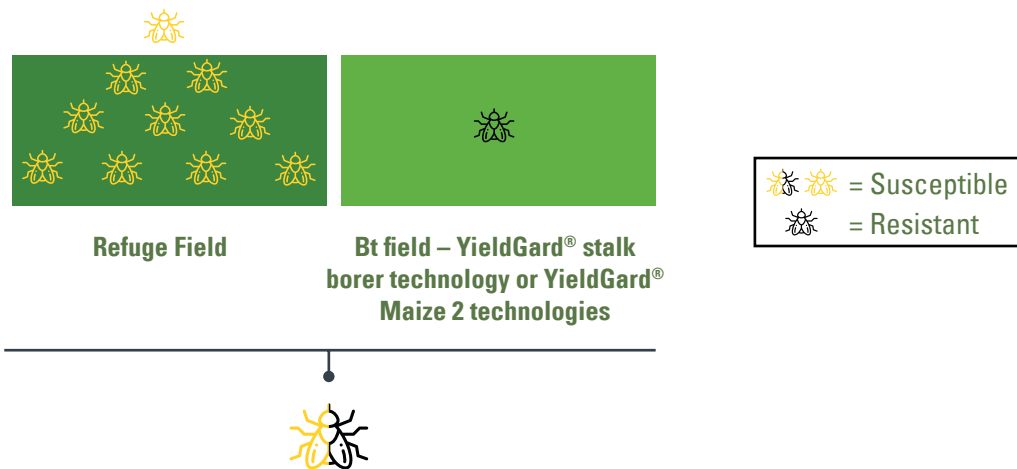 Refuge Field
Bt field – YieldGard® stalk
borer technology or YieldGard®
Maize 2 technologies
= Susceptible
= Resistant